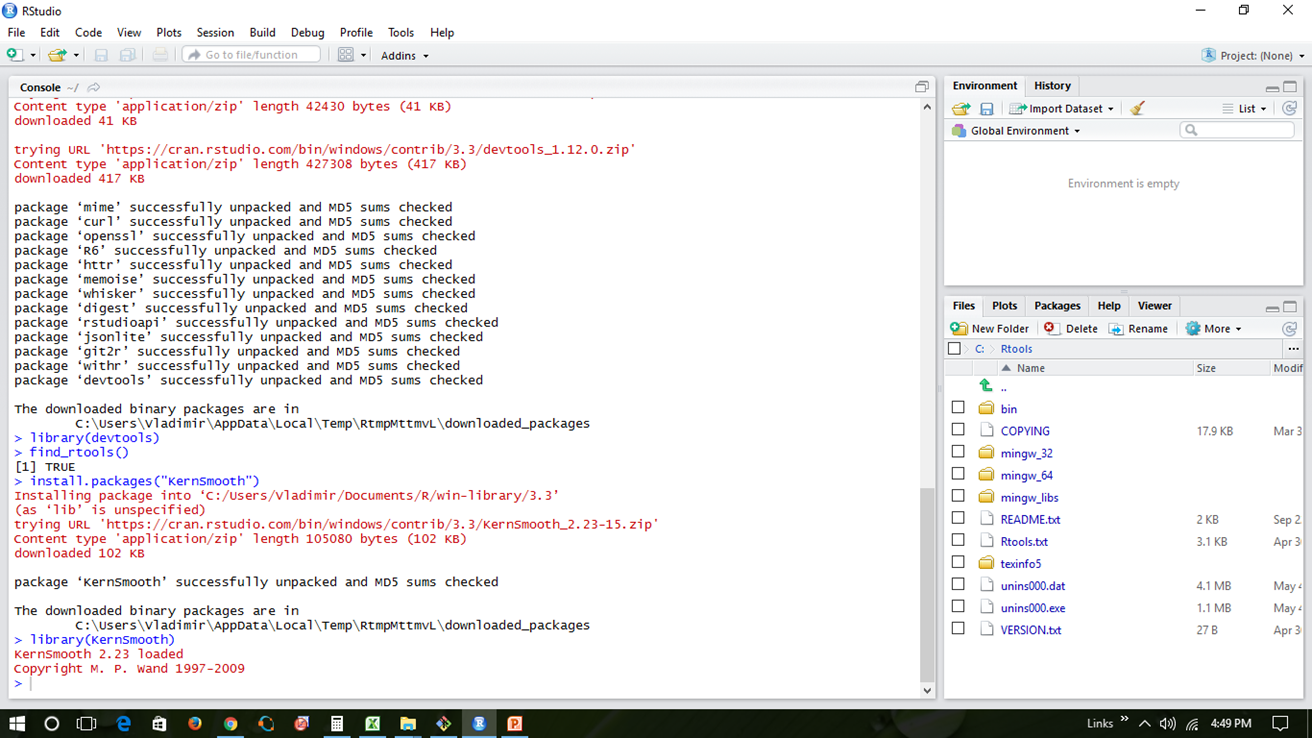 RStudio
File Edit Code View Plots Session Build Debug Profile Tools Help
Go to file/function Addins Project: (None)
Console ~/
Content type 'application/zip' length 42430 bytes (41 KB)
downloaded 41 KB
trying URL 'https://cran.rstudio.com/bin/windows/contrib/3.3/devtools_1.12.0.zip'
Content type 'application/zip' length 427308 bytes (417 KB)
downloaded 417 KB
package ‘mime’ successfully unpacked and MD5 sums checked
package ‘curl’ successfully unpacked and MD5 sums checked
package ‘openssl’ successfully unpacked and MD5 sums checked
package ‘R6’ successfully unpacked and MD5 sums checked
package ‘httr’ successfully unpacked and MD5 sums checked
package ‘memoise’ successfully unpacked and MD5 sums checked
package ‘whisker’ successfully unpacked and MD5 sums checked
package ‘digest’ successfully unpacked and MD5 sums checked
package ‘rstudioapi’ successfully unpacked and MD5 sums checked
package ‘jsonlite’ successfully unpacked and MD5 sums checked
package ‘git2r’ successfully unpacked and MD5 sums checked
package ‘withr’ successfully unpacked and MD5 sums checked
package ‘devtools’ successfully unpacked and MD5 sums checked
The downloaded binary packages are in
C:\Users\Vladimir\AppData\Local\Temp\RtmpMttmvL\downloaded_packages
> library(devtools)
> find_rtools()
[1] TRUE
> install.packages("KernSmooth")
Installing package into ‘C:/Users/Vladimir/Documents/R/win-library/3.3’
(as ‘lib’ is unspecified)
trying URL 'https://cran.rstudio.com/bin/windows/contrib/3.3/KernSmooth_2.23-15.zip'
Content type 'application/zip' length 105080 bytes (102 KB)
downloaded 102 KB
package ‘KernSmooth’ successfully unpacked and MD5 sums checked
The downloaded binary packages are in
C:\Users\Vladimir\AppData\Local\Temp\RtmpMttmvL\downloaded_packages
> library(KernSmooth)
KernSmooth 2.23 loaded
Copyright M. P. Wand 1997-2009
>
Environment History
Import Dataset List
Global Environment
Environment is empty
Files Plots Packages Help Viewer
New Folder Delete Rename More
C: Rtools ...
Name Size Modif
..
bin
COPYING 17.9 KB Mar 3
mingw_32
mingw_64
mingw_libs
README.txt 2 KB Sep 2
Rtools.txt 3.1 KB Apr 3
texinfo5
unins000.dat 4.1 MB May 4
unins000.exe 1.1 MB May 4
VERSION.txt 27 B Apr 3
Links 4:49 PM